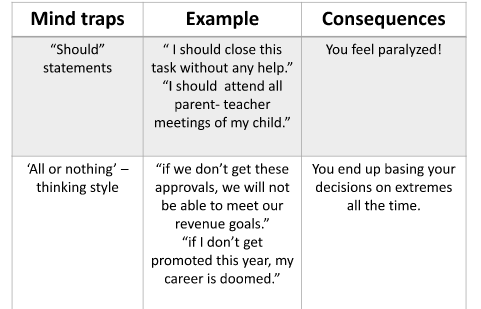 Mind traps
Example
Consequences
“Should”
statements
“ I should close this
task without any help.”
“I should  attend all
parent- teacher
meetings of my child.”
You feel paralyzed!
‘All or nothing’ –
thinking style
“if we don’t get these
approvals, we will not
be able to meet our
revenue goals.”
“if I don’t get
promoted this year, my
career is doomed.”
You end up basing your
decisions on extremes
all the time.